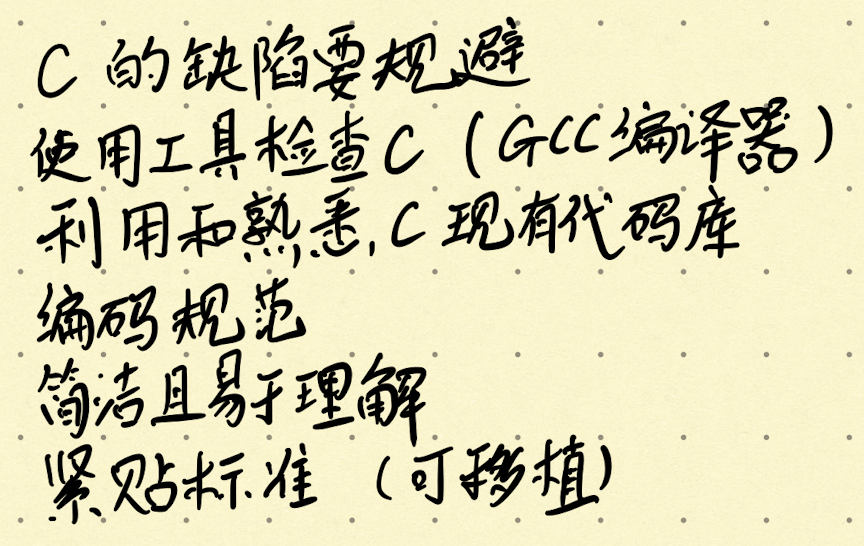 C 的缺陷要规避
使用工具检查C（GCC编译器）
利用和熟悉C现有代码库
编码规范
简洁且易于理解
紧贴标准（可移植）